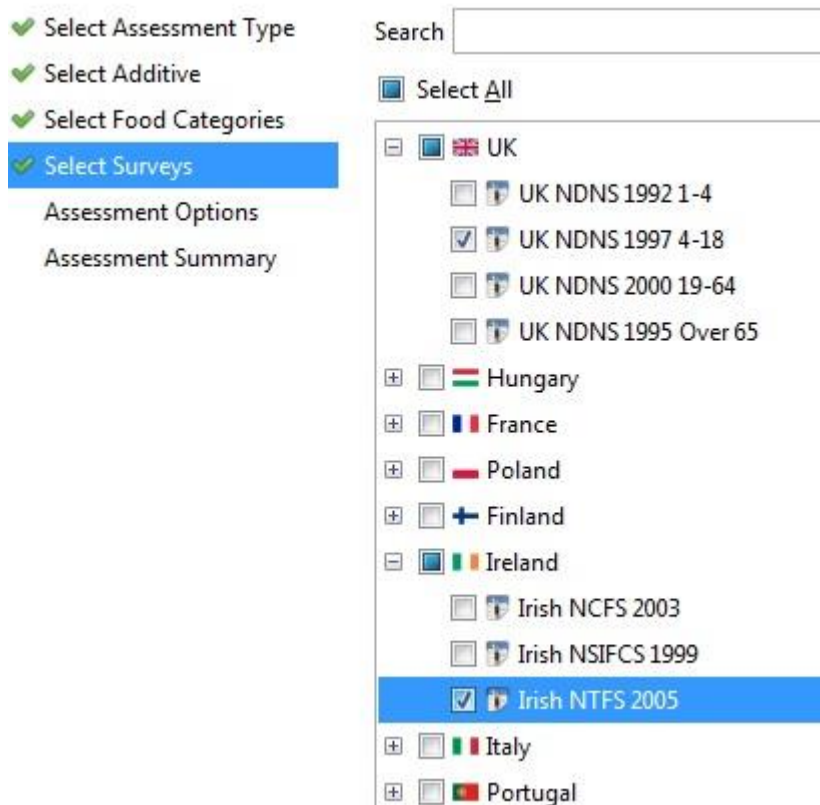 Select Assessment Type
Select Additive
Select Food Categories
Select Surveys
Assessment Options
Assessment Summary
Search
Select All
UK
UK NDNS 1992 1-4
UK NDNS 1997 4-18
UK NDNS 2000 19-64
UK NDNS 1995 Over 65
Hungary
France
Poland
Finland
Ireland
Irish NCFS 2003
Irish NSIFCS 1999
Irish NTFS 2005
Italy
Portugal